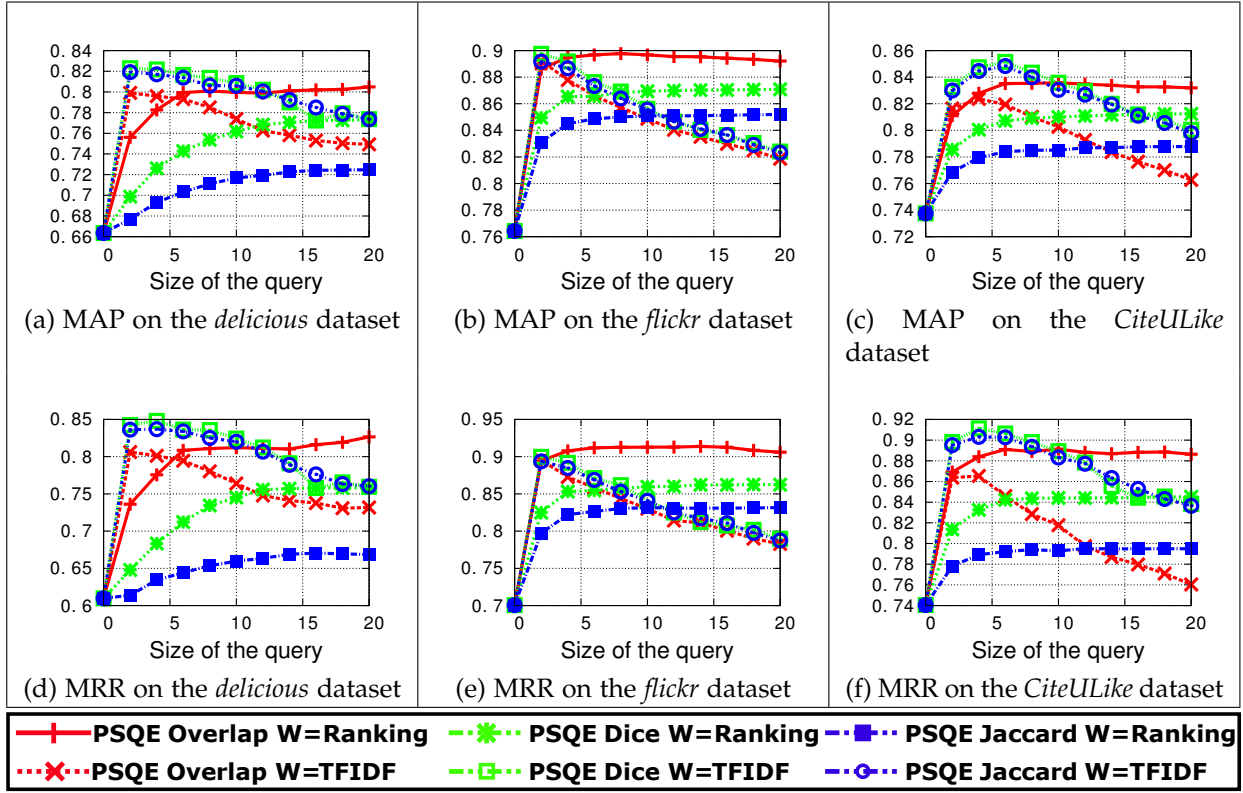 0. 84
0. 82
0. 8
0. 78
0. 76
0. 74
0. 72
0. 7
0. 68
0. 66
0 5 10 15 20
Size of the query
(a) MAP on the delicious dataset
0. 9
0. 88
0. 86
0. 84
0. 82
0. 8
0. 78
0. 76
0 5 10 15 20
Size of the query
(b) MAP on the flickr dataset
0. 86
0. 84
0. 82
0. 8
0. 78
0. 76
0. 74
0. 72
0 5 10 15 20
Size of the query
(c) MAP on the CiteULike
dataset
0. 85
0. 8
0. 75
0. 7
0. 65
0. 6
0 5 10 15 20
Size of the query
(d) MRR on the delicious dataset
0. 95
0. 9
0. 85
0. 8
0. 75
0. 7
0 5 10 15 20
Size of the query
(e) MRR on the flickr dataset
0. 92
0. 9
0. 88
0. 86
0. 84
0. 82
0. 8
0. 78
0. 76
0. 74
0 5 10 15 20
Size of the query
(f) MRR on the CiteULike dataset
PSQE Overlap W=Ranking PSQE Dice W=Ranking PSQE Jaccard W=Ranking
PSQE Overlap W=TFIDF PSQE Dice W=TFIDF PSQE Jaccard W=TFIDF